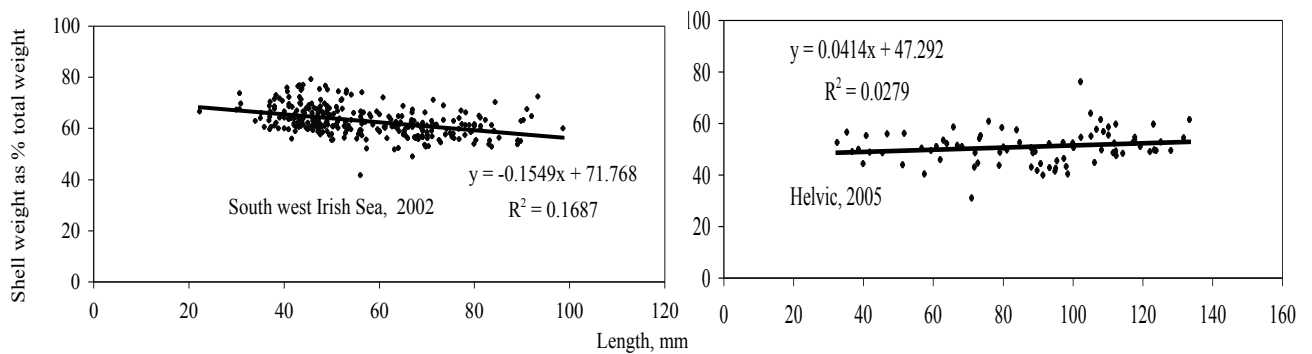 Shell weight as % total weight
100
80
60
40
20
0
0 20 40 60 80 100 120
y = -0.1549x + 71.768
R² = 0.1687
South west Irish Sea, 2002
Length, mm
100
80
60
40
20
0
0 20 40 60 80 100 120 140 160
y = 0.0414x + 47.292
R² = 0.0279
Helvic, 2005